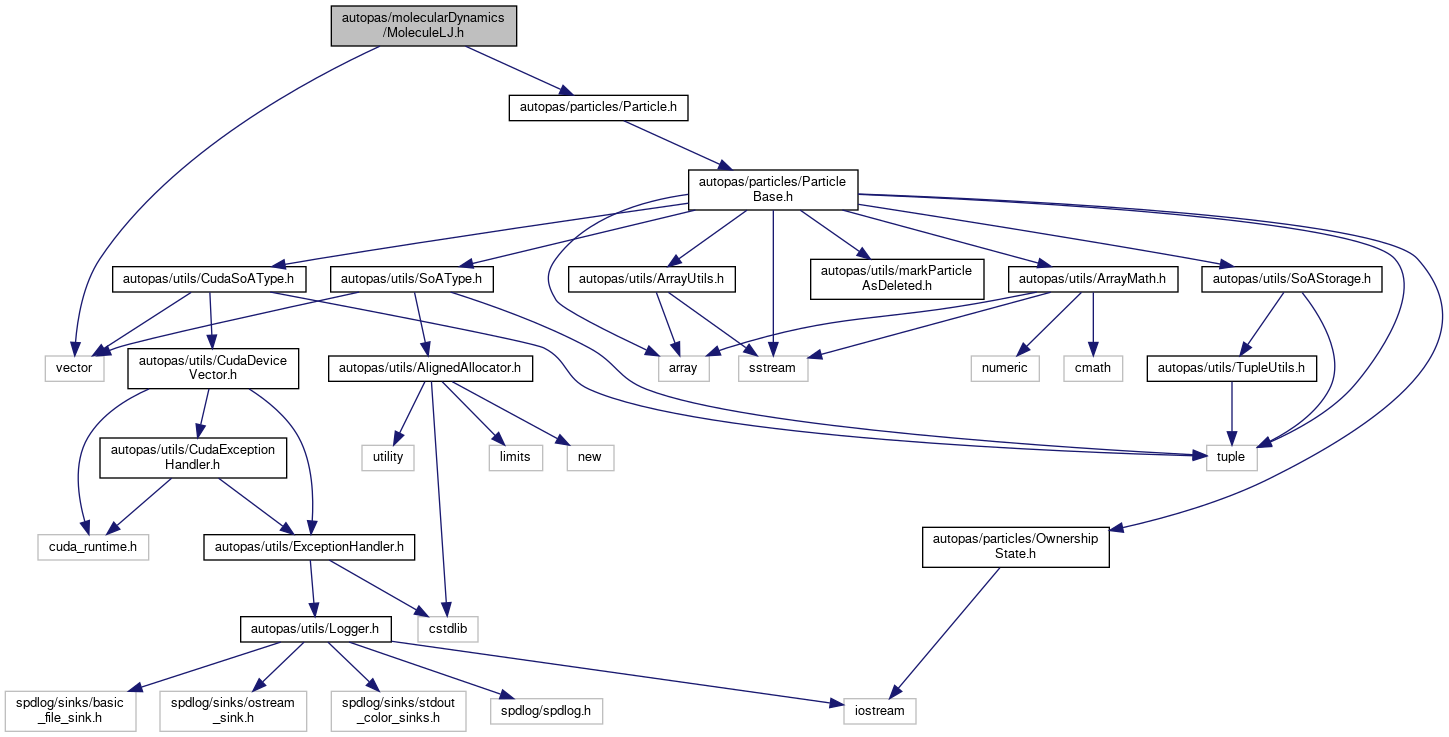 autopas/molecularDynamics
/MoleculeLJ.h
autopas/particles/Particle.h
autopas/particles/Particle
Base.h
autopas/utils/CudaSoAType.h
autopas/utils/SoAType.h
autopas/utils/ArrayUtils.h
autopas/utils/markParticle
AsDeleted.h
autopas/utils/ArrayMath.h
autopas/utils/SoAStorage.h
vector
autopas/utils/CudaDevice
Vector.h
autopas/utils/AlignedAllocator.h
array
sstream
numeric
cmath
autopas/utils/TupleUtils.h
autopas/utils/CudaException
Handler.h
utility
limits
new
tuple
cuda_runtime.h
autopas/utils/ExceptionHandler.h
autopas/particles/Ownership
State.h
autopas/utils/Logger.h
cstdlib
spdlog/sinks/basic
_file_sink.h
spdlog/sinks/ostream
_sink.h
spdlog/sinks/stdout
_color_sinks.h
spdlog/spdlog.h
iostream